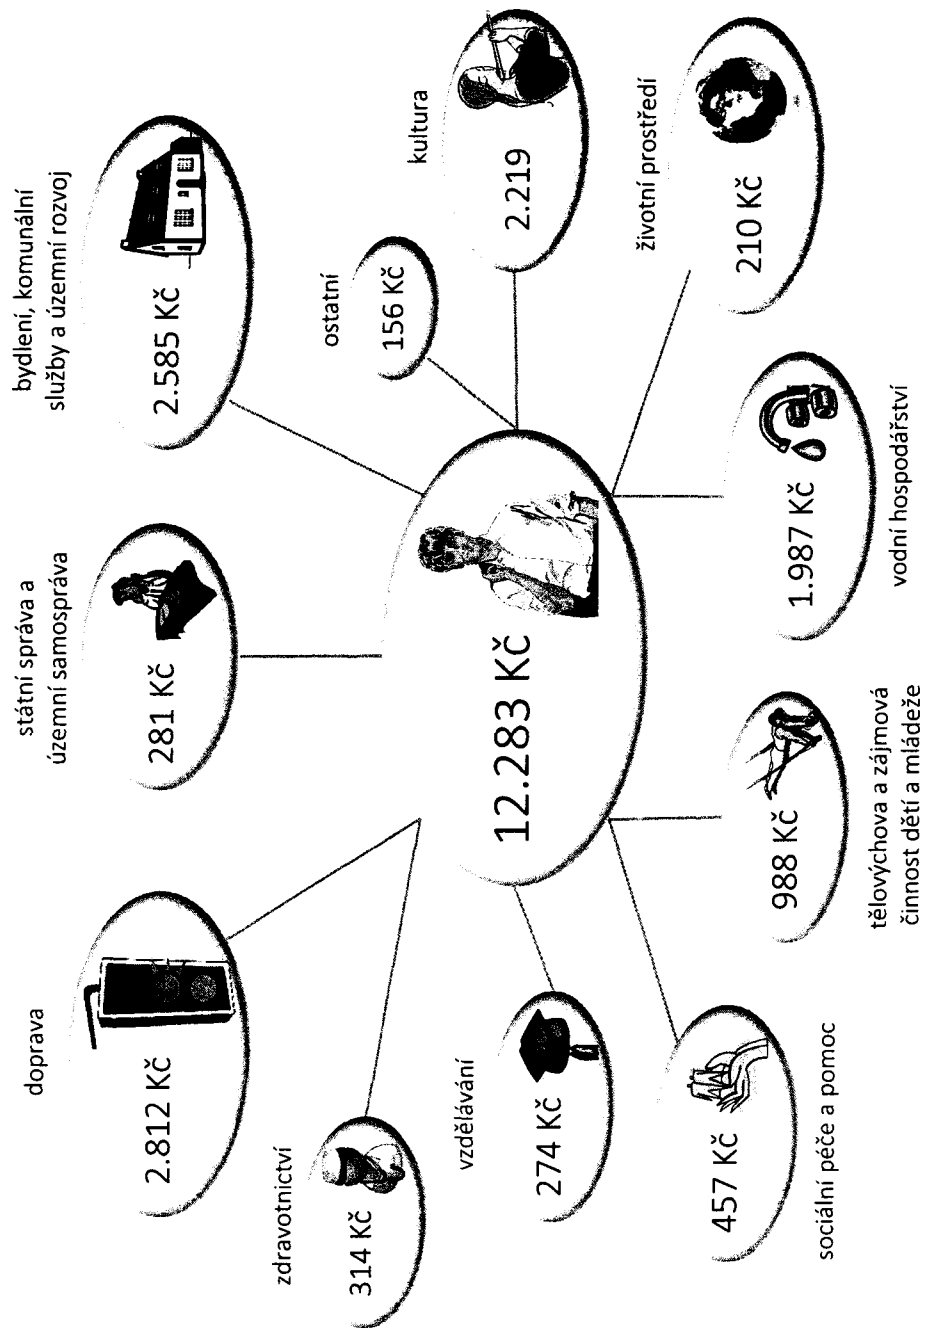 doprava
2.812 Kč
státní správa a
územní samospráva
281 Kč
bydlení, komunální
služby a územní rozvoj
2.585 Kč
zdravotnictví
314 Kč
ostatní
156 Kč
kultura
2.219
vzdělávání
274 Kč
12.283 Kč
životní prostředí
210 Kč
457 Kč
sociální péče a pomoc
988 Kč
tělovýchova a zájmová
činnost dětí a mládeže
1.987 Kč
vodní hospodářství